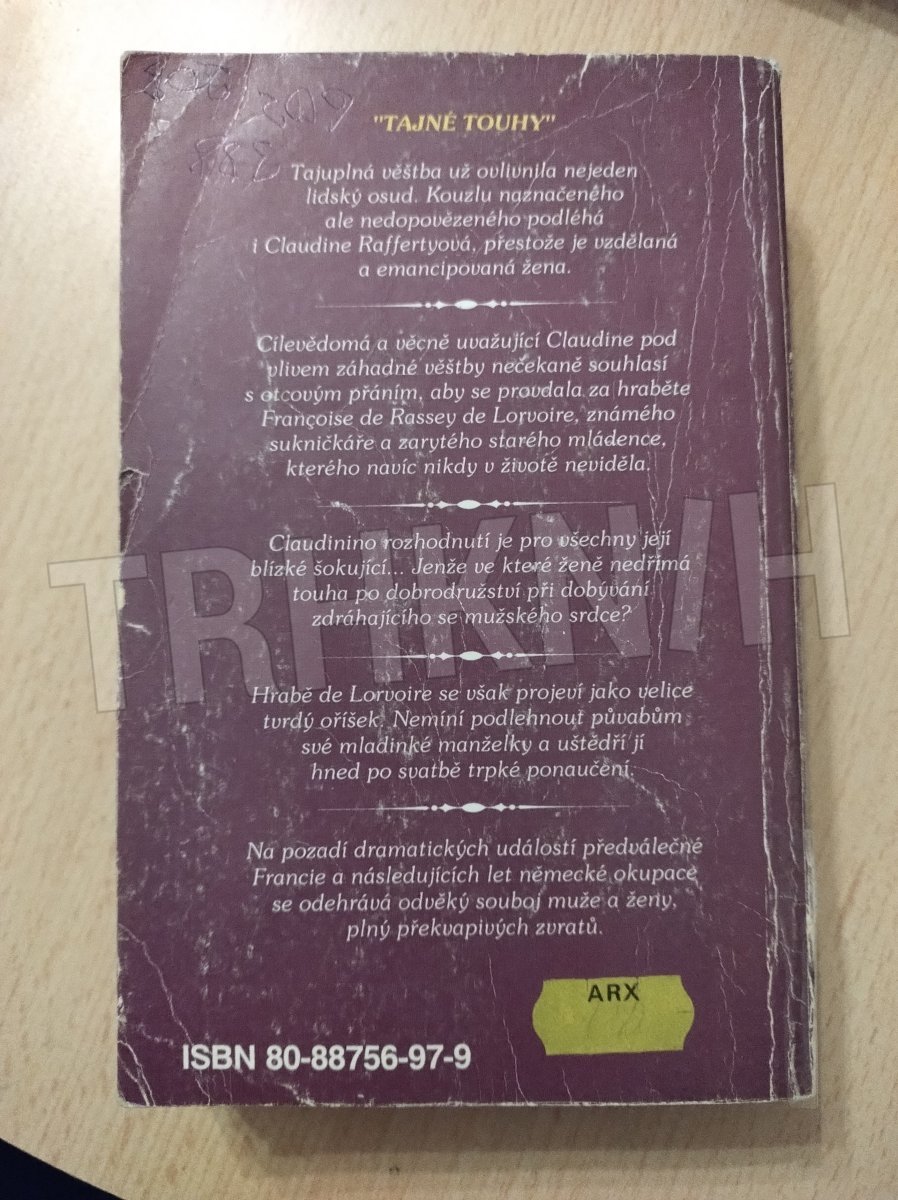 "TAJNÉ TOUHY"
Tajuplná věštba už ovlivnila nejeden
lidský osud. Kouzlu naznačeného
ale nedopovězeného podléhá
i Claudine Raffertyová, přestože je vzdělaná
a emancipovaná žena.
Cílevědomá a věcně uvažující Claudine pod
vlivem záhadné věštby nečekaně souhlasí
s otcovým přáním, aby se provdala za hraběte
Françoise de Rassey de Lorvoire, známého
sukničkáře a zarytého starého mládence,
kterého navíc nikdy v životě neviděla.
Claudinino rozhodnutí je pro všechny její
blízké šokující... Jenže ve které ženě nedřímá
touha po dobrodružství při dobývání
zdráhajícího se mužského srdce?
TRHKNIH
Hrabě de Lorvoire se však projeví jako velice
tvrdý oříšek. Nemíní podlehnout půvabům
své mladinké manželky a uštědří jí
hned po svatbě trpké ponaučení.
Na pozadí dramatických událostí předválečné
Francie a následujících let německé okupace
se odehrává odvěký souboj muže a ženy,
plný překvapivých zvratů.
ARX
ISBN 80-88756-97-9